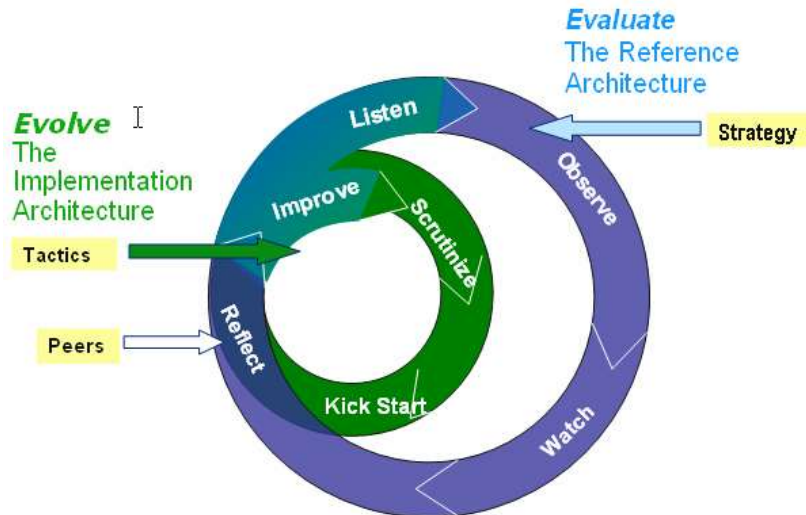 Evaluate
The Reference
Architecture
Strategy
Evolve
The
Implementation
Architecture
Tactics
Peers
Listen
Observe
Watch
Reflect
Improve
Scrutinize
Kick Start